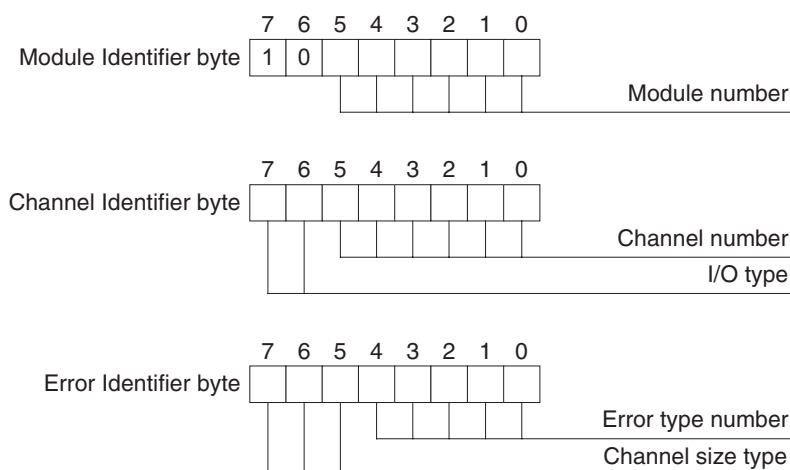 7 6 5 4 3 2 1 0
Module Identifier byte 1 0
Module number
7 6 5 4 3 2 1 0
Channel Identifier byte
Channel number
I/O type
7 6 5 4 3 2 1 0
Error Identifier byte
Error type number
Channel size type